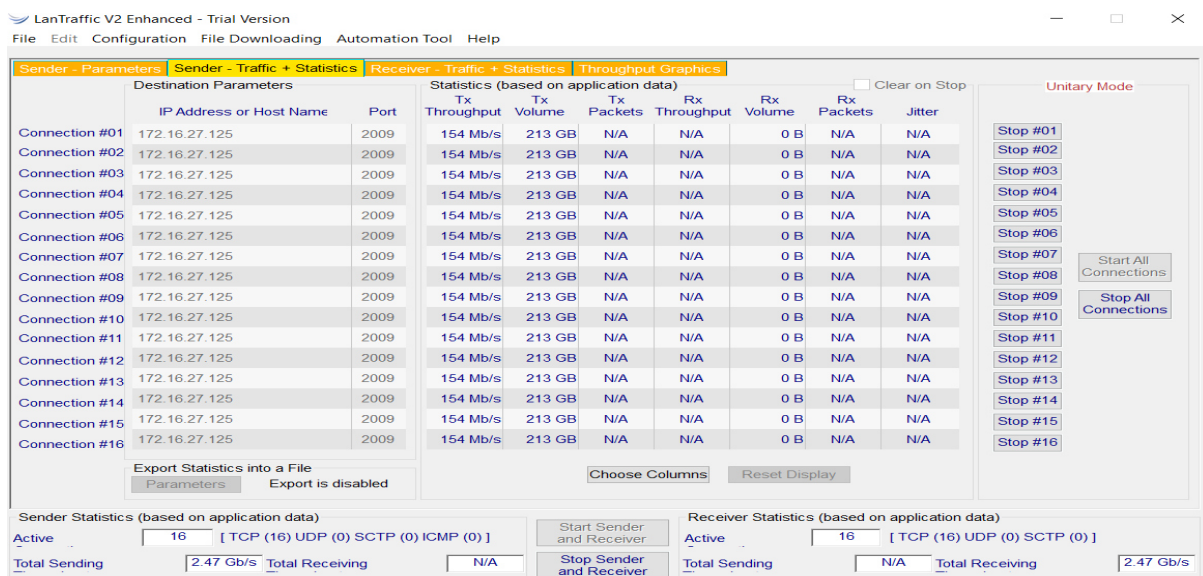 LanTraffic V2 Enhanced - Trial Version
File Edit Configuration File Downloading Automation Tool Help
Sender - Parameters Sender - Traffic + Statistics Receiver - Traffic + Statistics Throughput Graphics
Destination Parameters Statistics (based on application data) Clear on Stop Unitary Mode
IP Address or Host Name Port Tx Throughput Tx Volume Tx Packets Rx Throughput Rx Volume Rx Packets Jitter
Connection #01 172.16.27.125 2009 154 Mb/s 213 GB N/A N/A 0 B N/A N/A Stop #01
Connection #02 172.16.27.125 2009 154 Mb/s 213 GB N/A N/A 0 B N/A N/A Stop #02
Connection #03 172.16.27.125 2009 154 Mb/s 213 GB N/A N/A 0 B N/A N/A Stop #03
Connection #04 172.16.27.125 2009 154 Mb/s 213 GB N/A N/A 0 B N/A N/A Stop #04
Connection #05 172.16.27.125 2009 154 Mb/s 213 GB N/A N/A 0 B N/A N/A Stop #05
Connection #06 172.16.27.125 2009 154 Mb/s 213 GB N/A N/A 0 B N/A N/A Stop #06
Connection #07 172.16.27.125 2009 154 Mb/s 213 GB N/A N/A 0 B N/A N/A Stop #07
Connection #08 172.16.27.125 2009 154 Mb/s 213 GB N/A N/A 0 B N/A N/A Stop #08
Start All Connections
Connection #09 172.16.27.125 2009 154 Mb/s 213 GB N/A N/A 0 B N/A N/A Stop #09
Connection #10 172.16.27.125 2009 154 Mb/s 213 GB N/A N/A 0 B N/A N/A Stop #10
Stop All Connections
Connection #11 172.16.27.125 2009 154 Mb/s 213 GB N/A N/A 0 B N/A N/A Stop #11
Connection #12 172.16.27.125 2009 154 Mb/s 213 GB N/A N/A 0 B N/A N/A Stop #12
Connection #13 172.16.27.125 2009 154 Mb/s 213 GB N/A N/A 0 B N/A N/A Stop #13
Connection #14 172.16.27.125 2009 154 Mb/s 213 GB N/A N/A 0 B N/A N/A Stop #14
Connection #15 172.16.27.125 2009 154 Mb/s 213 GB N/A N/A 0 B N/A N/A Stop #15
Connection #16 172.16.27.125 2009 154 Mb/s 213 GB N/A N/A 0 B N/A N/A Stop #16
Export Statistics into a File
Parameters Export is disabled Choose Columns Reset Display
Sender Statistics (based on application data)
Active 16 [ TCP (16) UDP (0) SCTP (0) ICMP (0) ]
Total Sending 2.47 Gb/s Total Receiving N/A
Start Sender and Receiver
Stop Sender and Receiver
Receiver Statistics (based on application data)
Active 16 [ TCP (16) UDP (0) SCTP (0) ]
Total Sending N/A Total Receiving 2.47 Gb/s